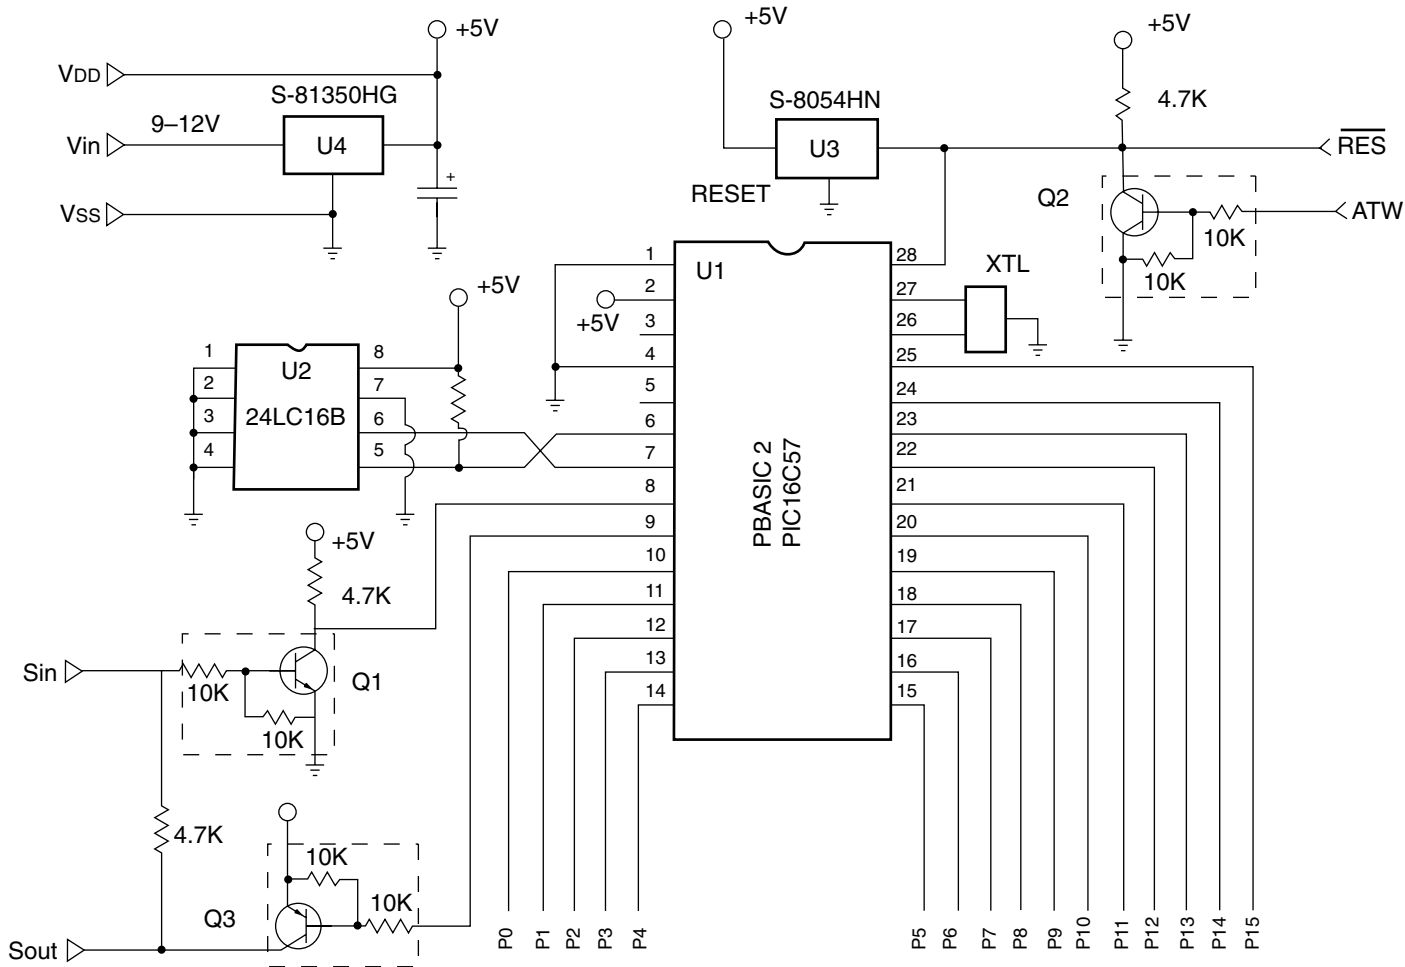 +5V
+5V
+5V
VDD
S-81350HG
S-8054HN
4.7K
9–12V
Vin
U4
+
U3
RES
RESET
Q2
ATW
VSS
10K
10K
1
U1
28
XTL
2
27
+5V
+5V
3
26
4
25
1
8
U2
5
24
2
7
24LC16B
3
6
6
23
4
5
7
22
PBASIC 2
PIC16C57
8
21
9
20
+5V
10
19
4.7K
11
18
12
17
13
16
Sin
10K
Q1
14
15
10K
4.7K
10K
10K
Q3
Sout
P0
P1
P2
P3
P4
P5
P6
P7
P8
P9
P10
P11
P12
P13
P14
P15